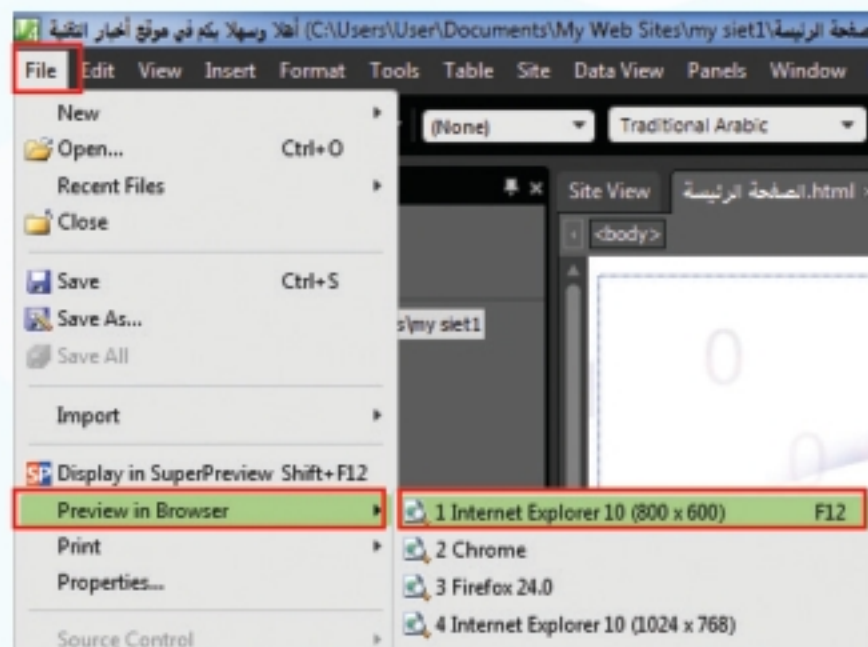 أهلا وسهلا بكم في موقع أخبار التقنية (C:\Users\User\Documents\My Web Sites\my siet1\الصفحة الرئيسة
File Edit View Insert Format Tools Table Site Data View Panels Window
New
(None) Traditional Arabic
Open... Ctrl+O
Recent Files
Site View الصفحة الرئيسة.html
Close
<body>
Save Ctrl+S
Save As...
s\my siet1
Save All
Import
SP Display in SuperPreview Shift+F12
Preview in Browser
1 Internet Explorer 10 (800 x 600) F12
Print
2 Chrome
Properties...
3 Firefox 24.0
4 Internet Explorer 10 (1024 x 768)
Source Control
0
0